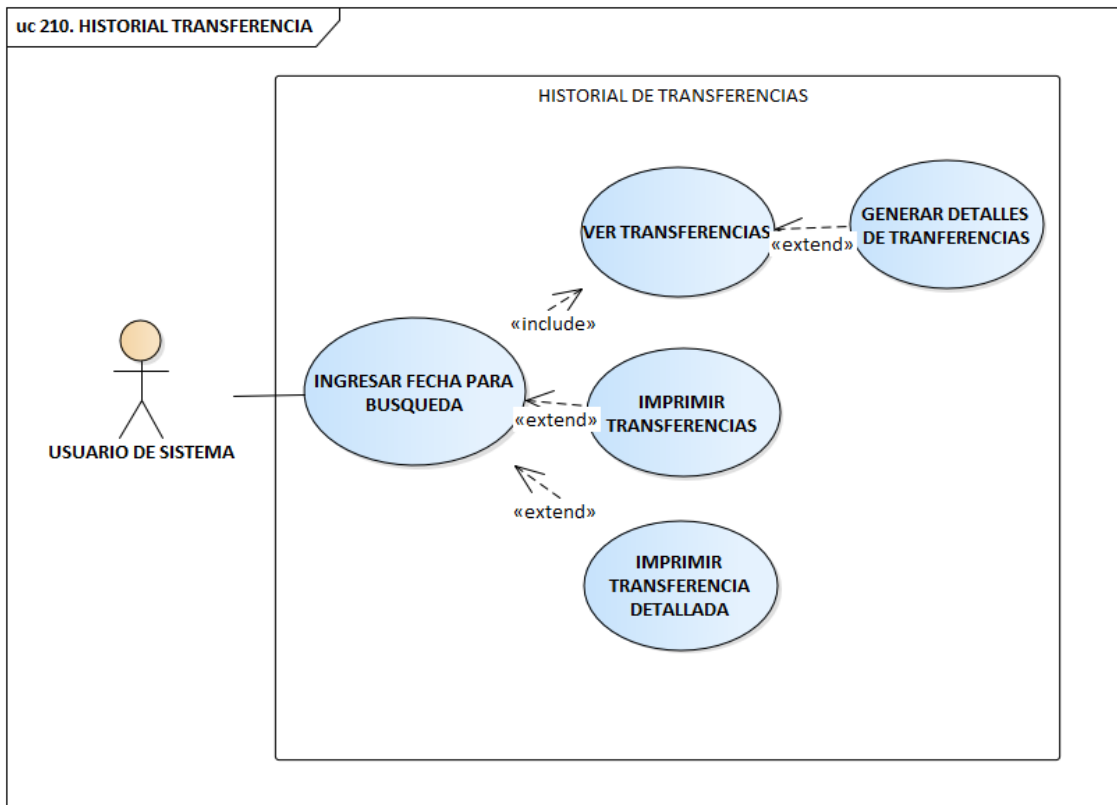 uc 210. HISTORIAL TRANSFERENCIA
HISTORIAL DE TRANSFERENCIAS
VER TRANSFERENCIAS
GENERAR DETALLES
DE TRANFERENCIAS
«extend»
«include»
INGRESAR FECHA PARA
BUSQUEDA
IMPRIMIR
TRANSFERENCIAS
«extend»
USUARIO DE SISTEMA
«extend»
IMPRIMIR
TRANSFERENCIA
DETALLADA